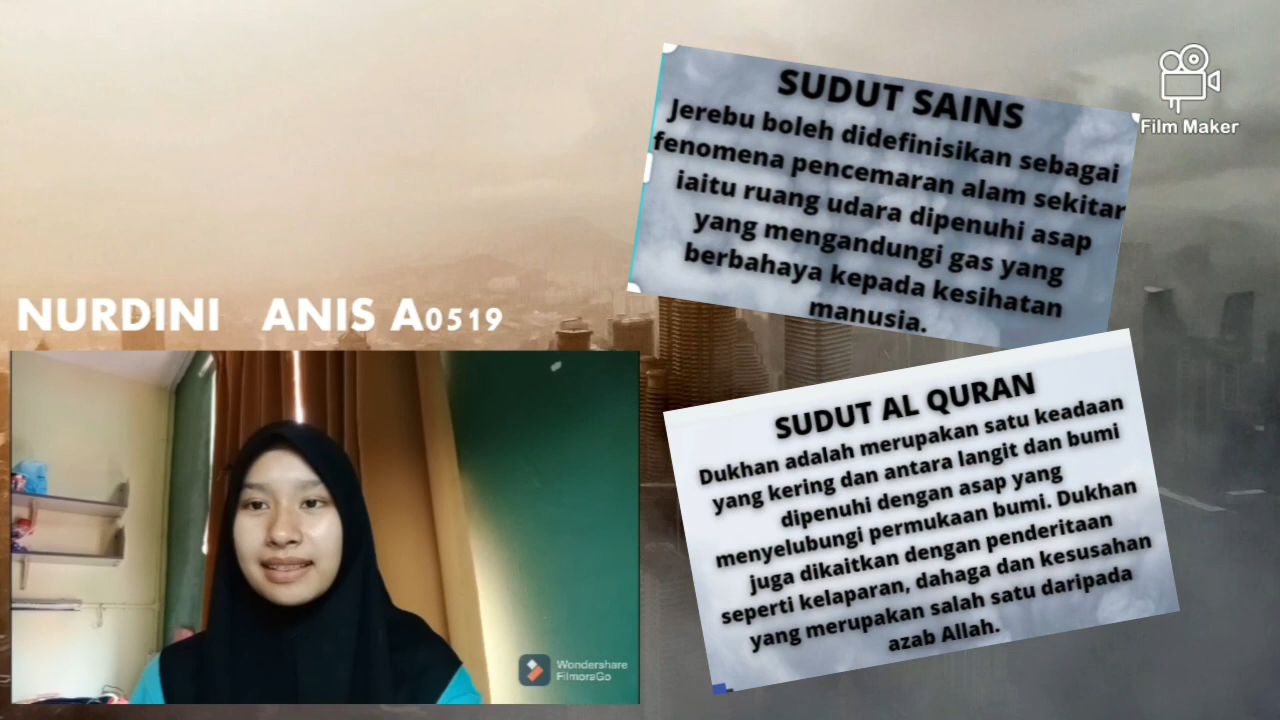 SUDUT SAINS
Jerebu boleh didefinisikan sebagai
fenomena pencemaran alam sekitar
iaitu ruang udara dipenuhi asap
yang mengandungi gas yang
berbahaya kepada kesihatan
manusia.
Film Maker
NURDINI ANIS A0519
SUDUT AL QURAN
Dukhan adalah merupakan satu keadaan
yang kering dan antara langit dan bumi
dipenuhi dengan asap yang
menyelubungi permukaan bumi. Dukhan
juga dikaitkan dengan penderitaan
seperti kelaparan, dahaga dan kesusahan
yang merupakan salah satu daripada
azab Allah.
Wondershare
FilmoraGo